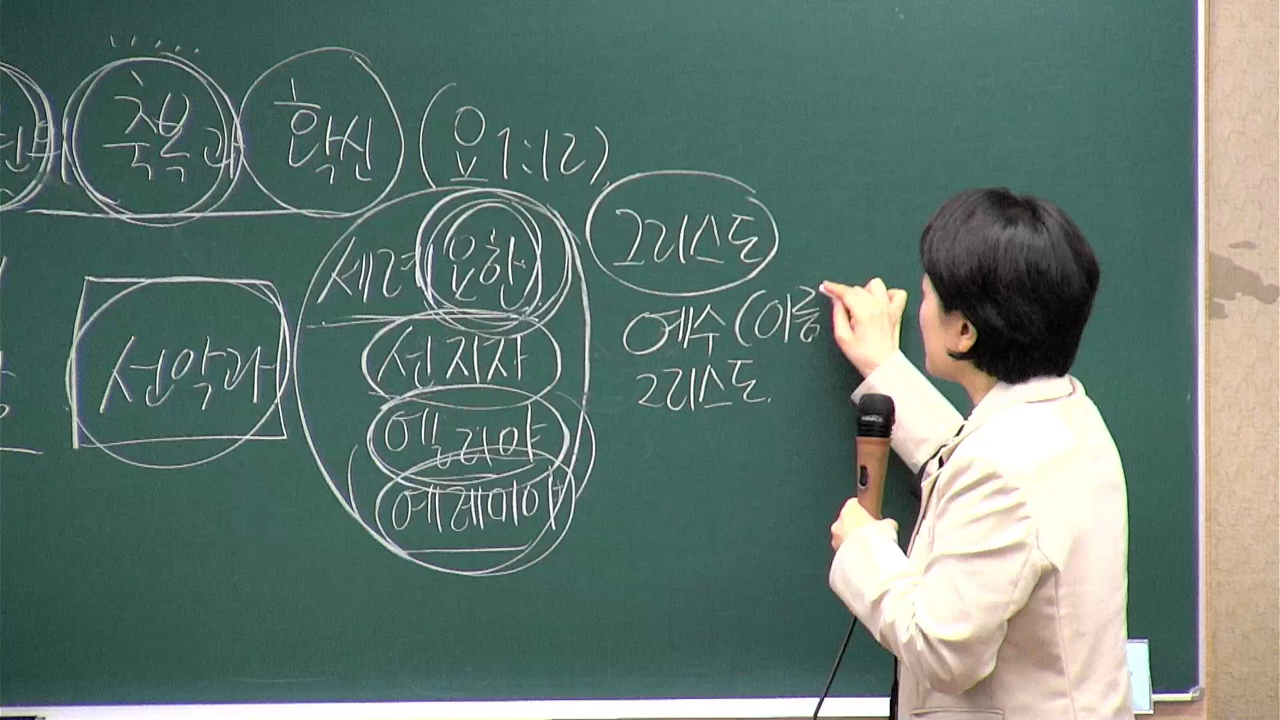 축복과 확신 (요 1:12)
세례요한 그리스도
선지자 예수(이름
선악과 엘리야 그리스도
예레미야